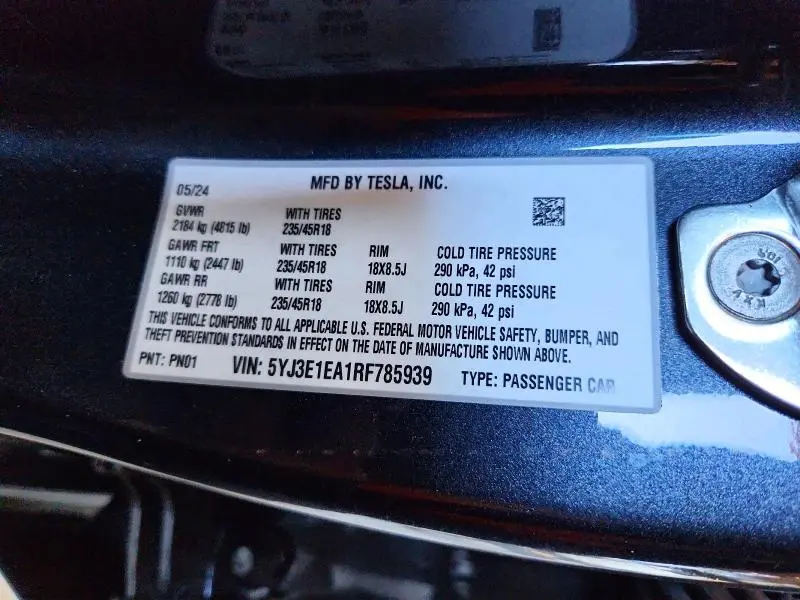 05/24 MFD BY TESLA, INC.
GVWR WITH TIRES
2184 kg (4815 lb) 235/45R18
GAWR FRT WITH TIRES RIM COLD TIRE PRESSURE
1110 kg (2447 lb) 235/45R18 18X8.5J 290 kPa, 42 psi
GAWR RR WITH TIRES RIM COLD TIRE PRESSURE
1260 kg (2778 lb) 235/45R18 18X8.5J 290 kPa, 42 psi
THIS VEHICLE CONFORMS TO ALL APPLICABLE U.S. FEDERAL MOTOR VEHICLE SAFETY, BUMPER, AND
THEFT PREVENTION STANDARDS IN EFFECT ON THE DATE OF MANUFACTURE SHOWN ABOVE.
PNT: PN01 VIN: 5YJ3E1EA1RF785939 TYPE: PASSENGER CAR